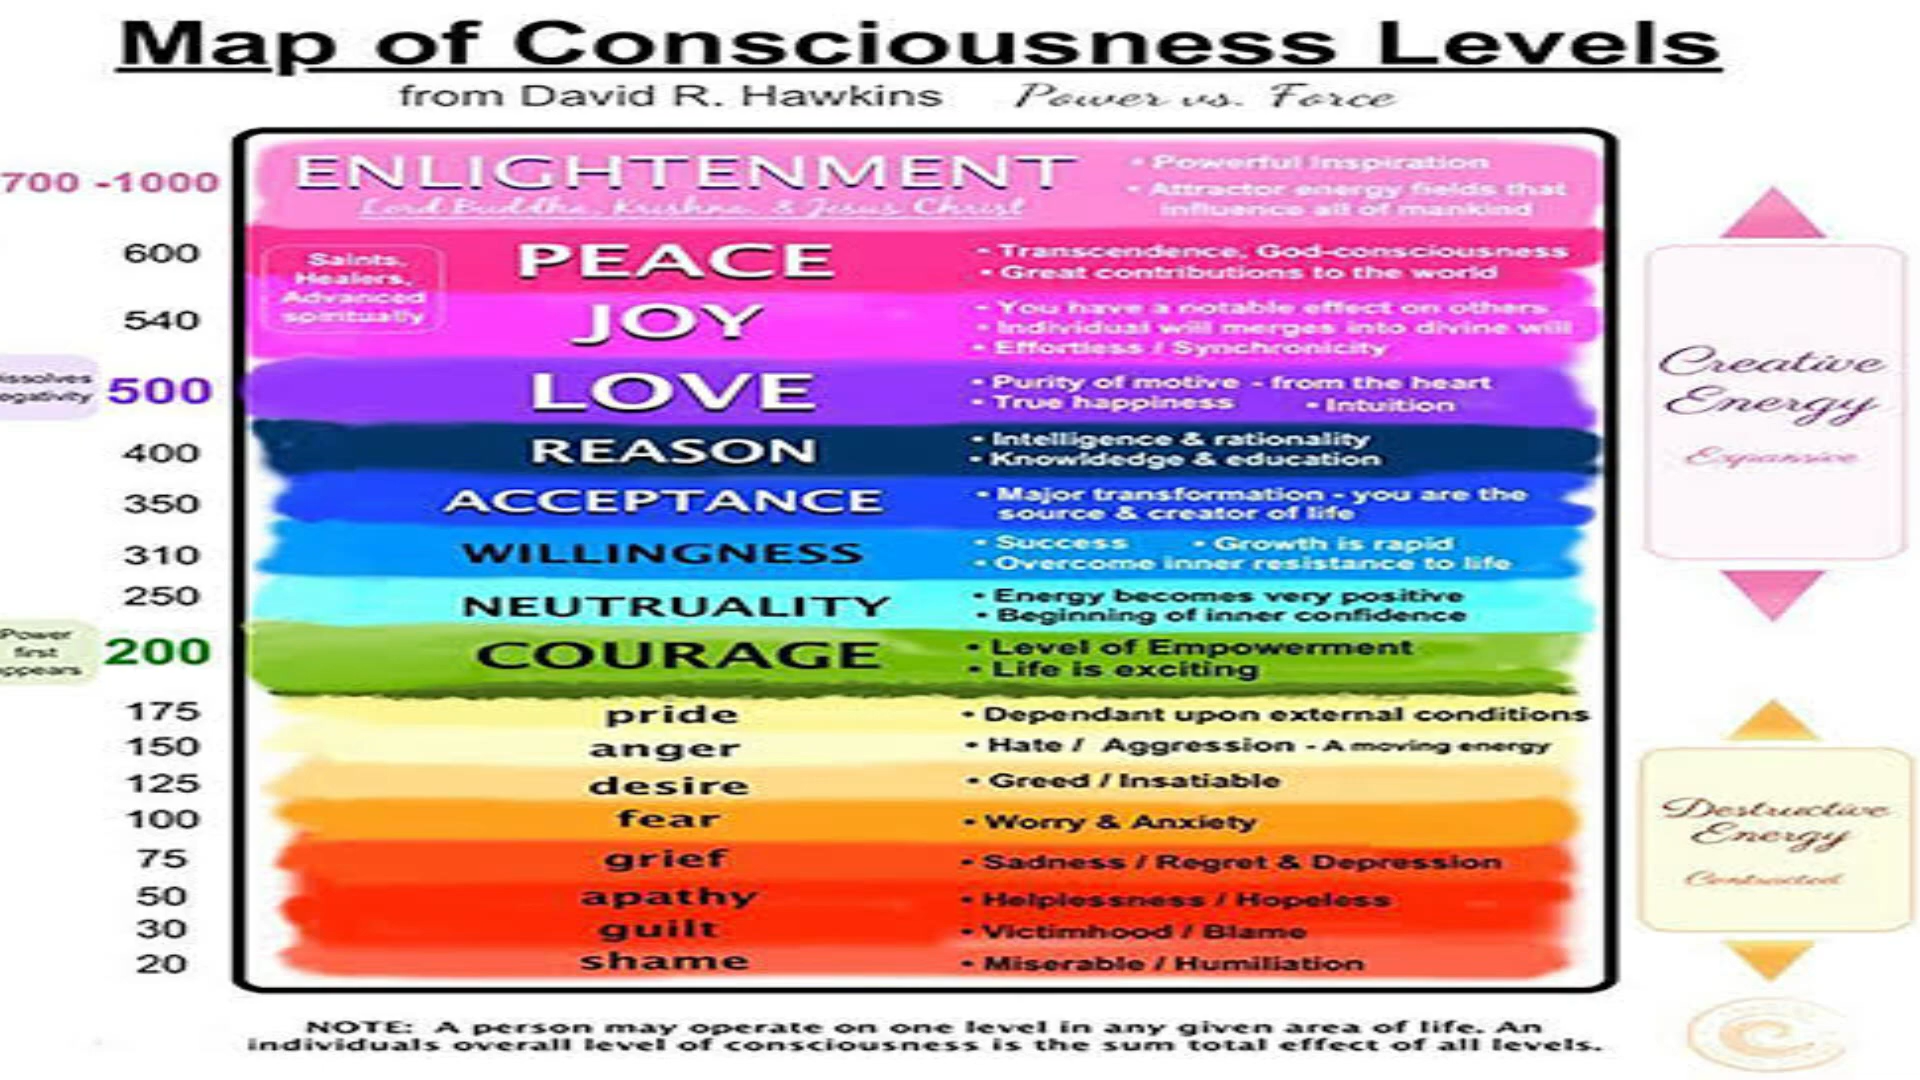 Map of Consciousness Levels
from David R. Hawkins Power vs. Force
700 -1000
ENLIGHTENMENT
Lord Buddha, Krishna, & Jesus Christ
• Powerful Inspiration
• Attractor energy fields that
influence all of mankind
600
Saints,
Healers,
Advanced
spiritually
PEACE
• Transcendence, God-consciousness
• Great contributions to the world
540
JOY
• You have a notable effect on others
• Individual will merges into divine will
• Effortless / Synchronicity
issolves
egativity
500
LOVE
• Purity of motive - from the heart
• True happiness • Intuition
400
REASON
• Intelligence & rationality
• Knowldedge & education
350
ACCEPTANCE
• Major transformation - you are the
source & creator of life
310
WILLINGNESS
• Success • Growth is rapid
• Overcome inner resistance to life
250
NEUTRUALITY
• Energy becomes very positive
• Beginning of inner confidence
Power
first
ppears
200
COURAGE
• Level of Empowerment
• Life is exciting
175 pride • Dependant upon external conditions
150 anger • Hate / Aggression - A moving energy
125 desire • Greed / Insatiable
100 fear • Worry & Anxiety
75 grief • Sadness / Regret & Depression
50 apathy • Helplessness / Hopeless
30 guilt • Victimhood / Blame
20 shame • Miserable / Humiliation
Creative
Energy
Expansive
Destructive
Energy
Contracted
NOTE: A person may operate on one level in any given area of life. An
individuals overall level of consciousness is the sum total effect of all levels.